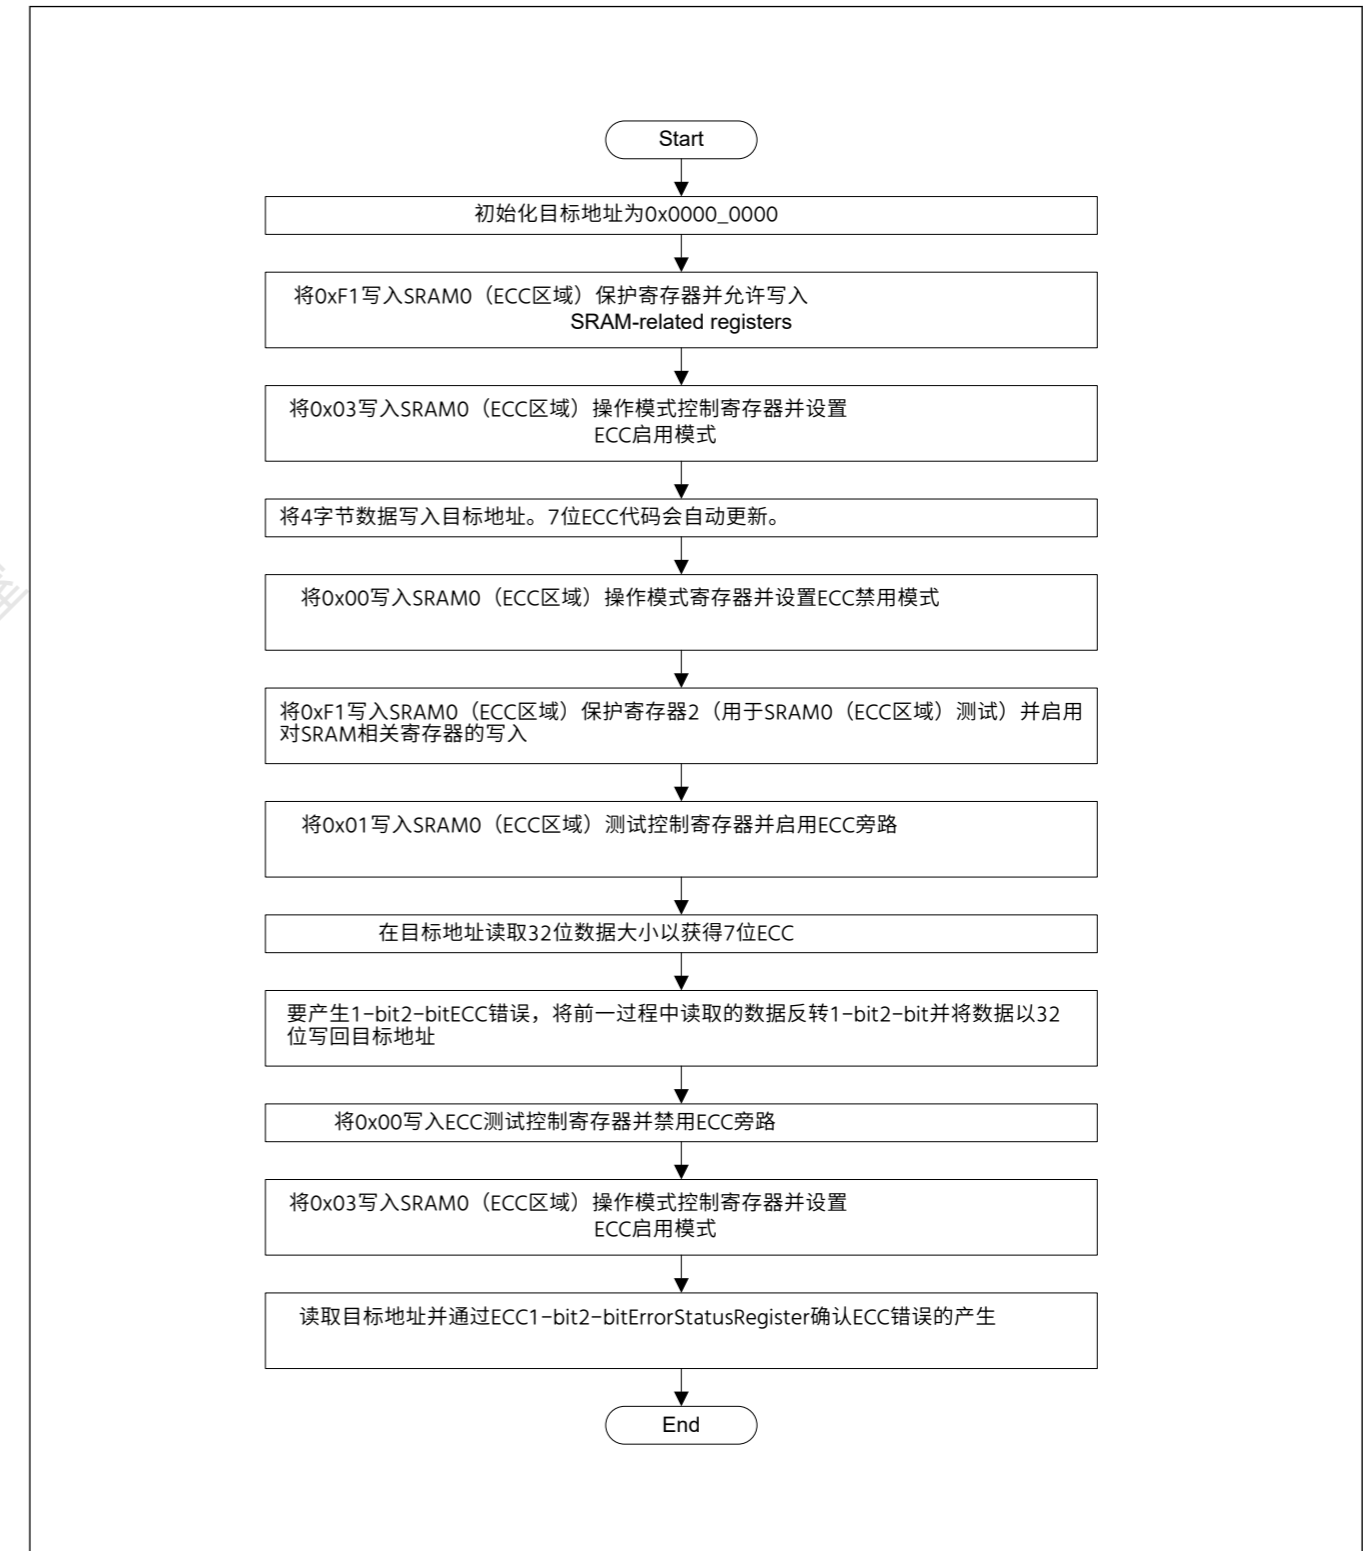 Start
初始化目标地址为0x0000_0000
将0xF1写入SRAM0（ECC区域）保护寄存器并允许写入
SRAM-related registers
将0x03写入SRAM0（ECC区域）操作模式控制寄存器并设置
ECC启用模式
将4字节数据写入目标地址。7位ECC代码会自动更新。
将0x00写入SRAM0（ECC区域）操作模式寄存器并设置ECC禁用模式
将0xF1写入SRAM0（ECC区域）保护寄存器2（用于SRAM0（ECC区域）测试）并启用
对SRAM相关寄存器的写入
将0x01写入SRAM0（ECC区域）测试控制寄存器并启用ECC旁路
在目标地址读取32位数据大小以获得7位ECC
要产生1-bit2-bitECC错误，将前一过程中读取的数据反转1-bit2-bit并将数据以32
位写回目标地址
将0x00写入ECC测试控制寄存器并禁用ECC旁路
将0x03写入SRAM0（ECC区域）操作模式控制寄存器并设置
ECC启用模式
读取目标地址并通过ECC1-bit2-bitErrorStatusRegister确认ECC错误的产生
End